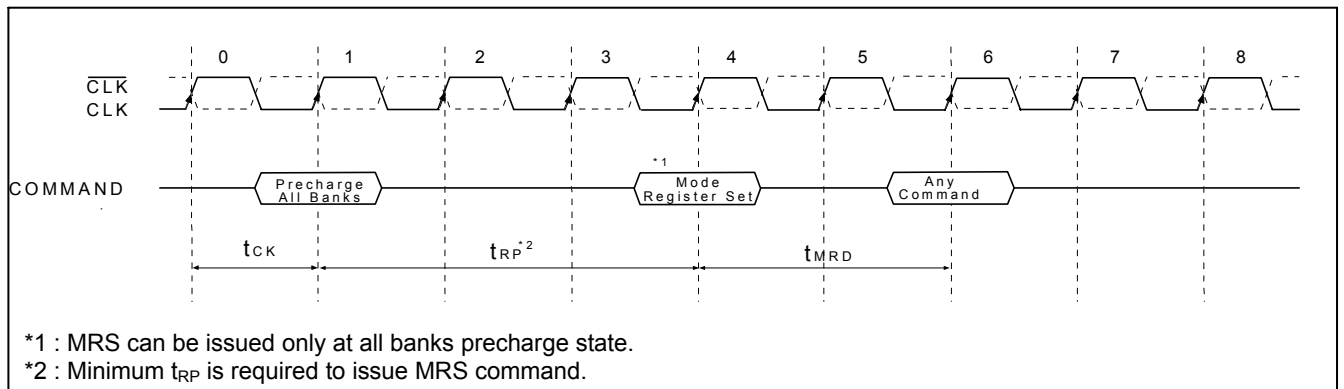 0 1 2 3 4 5 6 7 8
CLK
CLK
COMMAND
Precharge
All Banks
*1
Mode
Register Set
Any
Command
tCK
tRP*2
tMRD
*1 : MRS can be issued only at all banks precharge state.
*2 : Minimum tRP is required to issue MRS command.